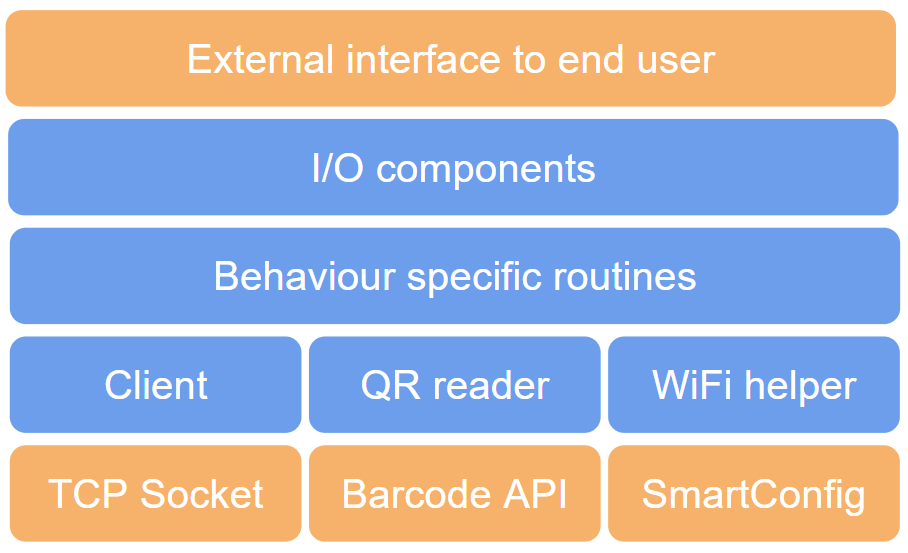 External interface to end user
I/O components
Behaviour specific routines
Client
QR reader
WiFi helper
TCP Socket
Barcode API
SmartConfig